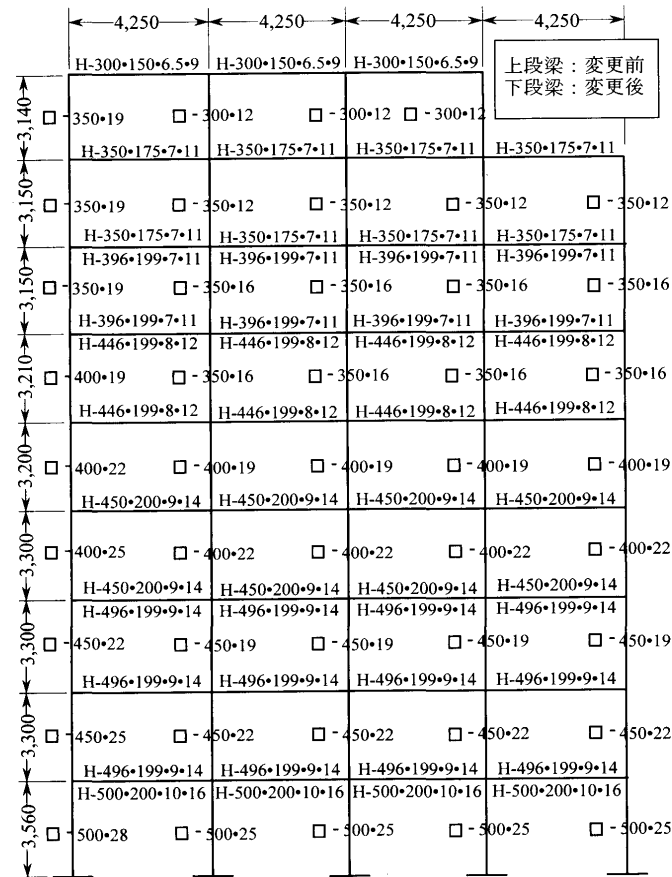 4,250 4,250 4,250 4,250
H-300•150•6.5•9 H-300•150•6.5•9 H-300•150•6.5•9
上段梁：変更前
下段梁：変更後
3,140
□ 350•19 □-300•12 □-300•12 □-300•12
H-350•175•7•11 H-350•175•7•11 H-350•175•7•11 H-350•175•7•11
3,150
□ 350•19 □-350•12 □-350•12 □-350•12 □-350•12
H-350•175•7•11 H-350•175•7•11 H-350•175•7•11 H-350•175•7•11
H-396•199•7•11 H-396•199•7•11 H-396•199•7•11 H-396•199•7•11
3,150
□ 350•19 □-350•16 □-350•16 □-350•16 □-350•16
H-396•199•7•11 H-396•199•7•11 H-396•199•7•11 H-396•199•7•11
H-446•199•8•12 H-446•199•8•12 H-446•199•8•12 H-446•199•8•12
3,210
□ 400•19 □-350•16 □-350•16 □-350•16 □-350•16
H-446•199•8•12 H-446•199•8•12 H-446•199•8•12 H-446•199•8•12
3,200
□ 400•22 □-400•19 □-400•19 □-400•19 □-400•19
H-450•200•9•14 H-450•200•9•14 H-450•200•9•14 H-450•200•9•14
3,300
□ 400•25 □-400•22 □-400•22 □-400•22 □-400•22
H-450•200•9•14 H-450•200•9•14 H-450•200•9•14 H-450•200•9•14
H-496•199•9•14 H-496•199•9•14 H-496•199•9•14 H-496•199•9•14
3,300
□ 450•22 □-450•19 □-450•19 □-450•19 □-450•19
H-496•199•9•14 H-496•199•9•14 H-496•199•9•14 H-496•199•9•14
3,300
□ 450•25 □-450•22 □-450•22 □-450•22 □-450•22
H-496•199•9•14 H-496•199•9•14 H-496•199•9•14 H-496•199•9•14
H-500•200•10•16 H-500•200•10•16 H-500•200•10•16 H-500•200•10•16
3,560
□ 500•28 □-500•25 □-500•25 □-500•25 □-500•25